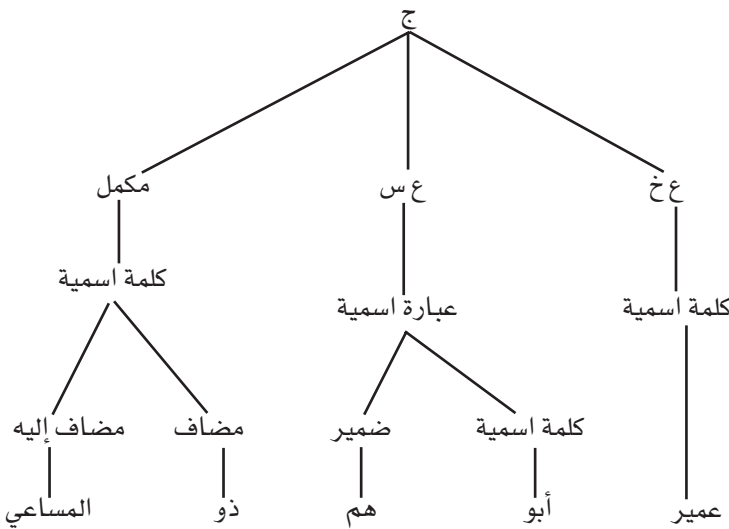 ج
ع خ ع س مكمل
كلمة اسمية عبارة اسمية كلمة اسمية
كلمة اسمية ضمير مضاف مضاف إليه
عمير أبو هم ذو المساعي